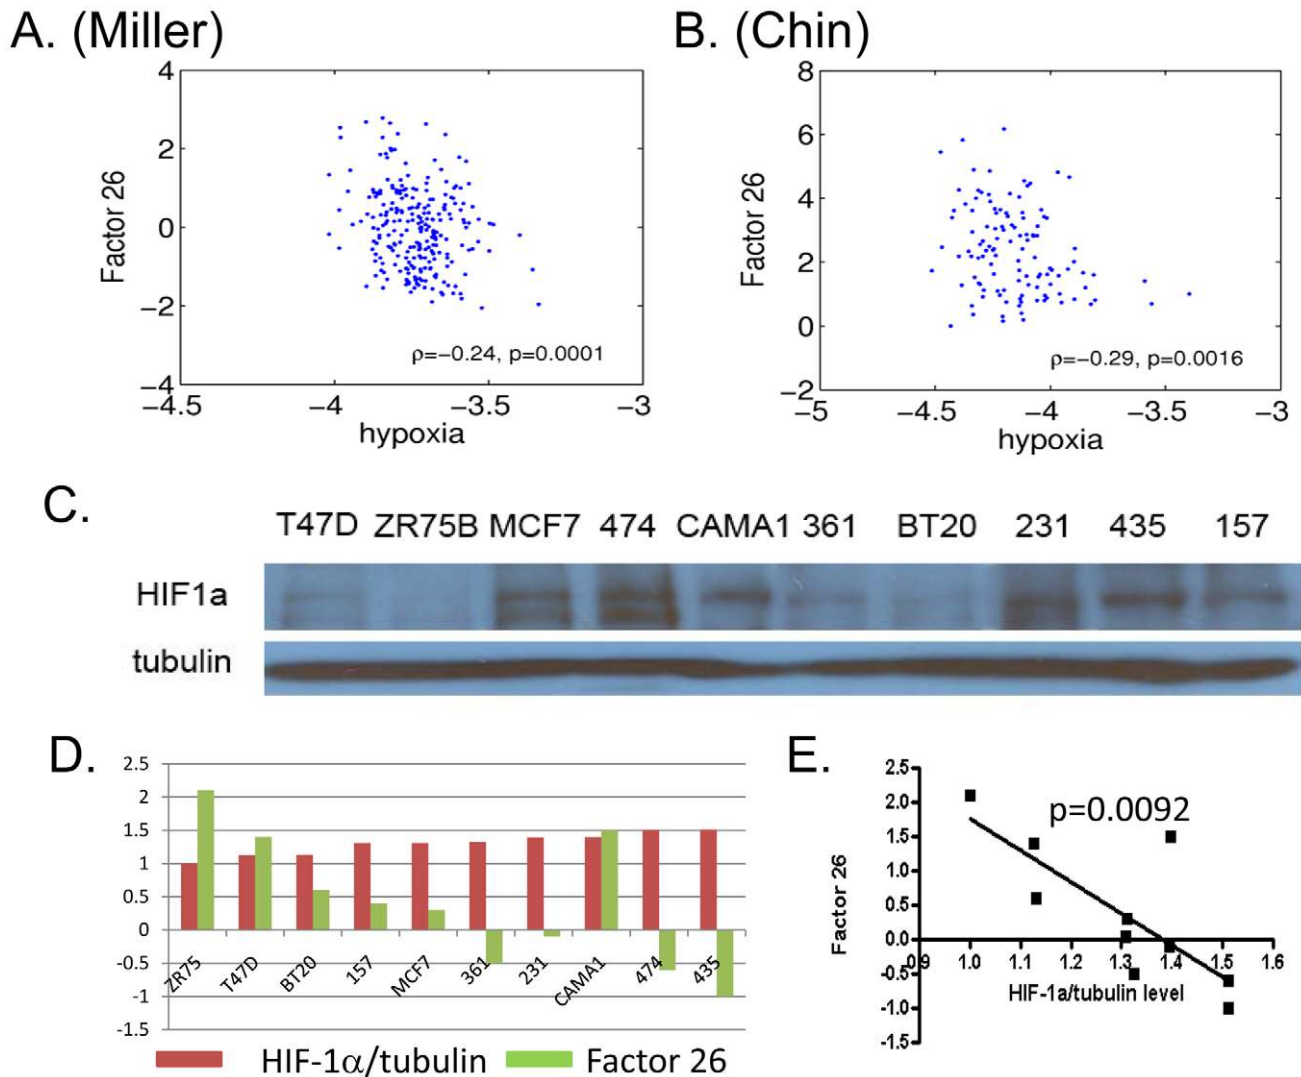 A. (Miller)
4
2
0
−2
−4
−4.5 −4 −3.5 −3
Factor 26
hypoxia
ρ=−0.24, p=0.0001
B. (Chin)
8
6
4
2
0
−2
−5 −4.5 −4 −3.5 −3
Factor 26
hypoxia
ρ=−0.29, p=0.0016
C.
T47D ZR75B MCF7 474 CAMA1 361 BT20 231 435 157
HIF1a
tubulin
D.
2.5
2
1.5
1
0.5
0
-0.5
-1
-1.5
ZR75 T47D BT20 157 MCF7 361 231 CAMA1 474 435
HIF-1α/tubulin Factor 26
E.
2.5
2.0
1.5
1.0
0.5
0.0
-0.5
-1.0
-1.5
0.9 1.0 1.1 1.2 1.3 1.4 1.5 1.6
p=0.0092
Factor 26
HIF-1a/tubulin level